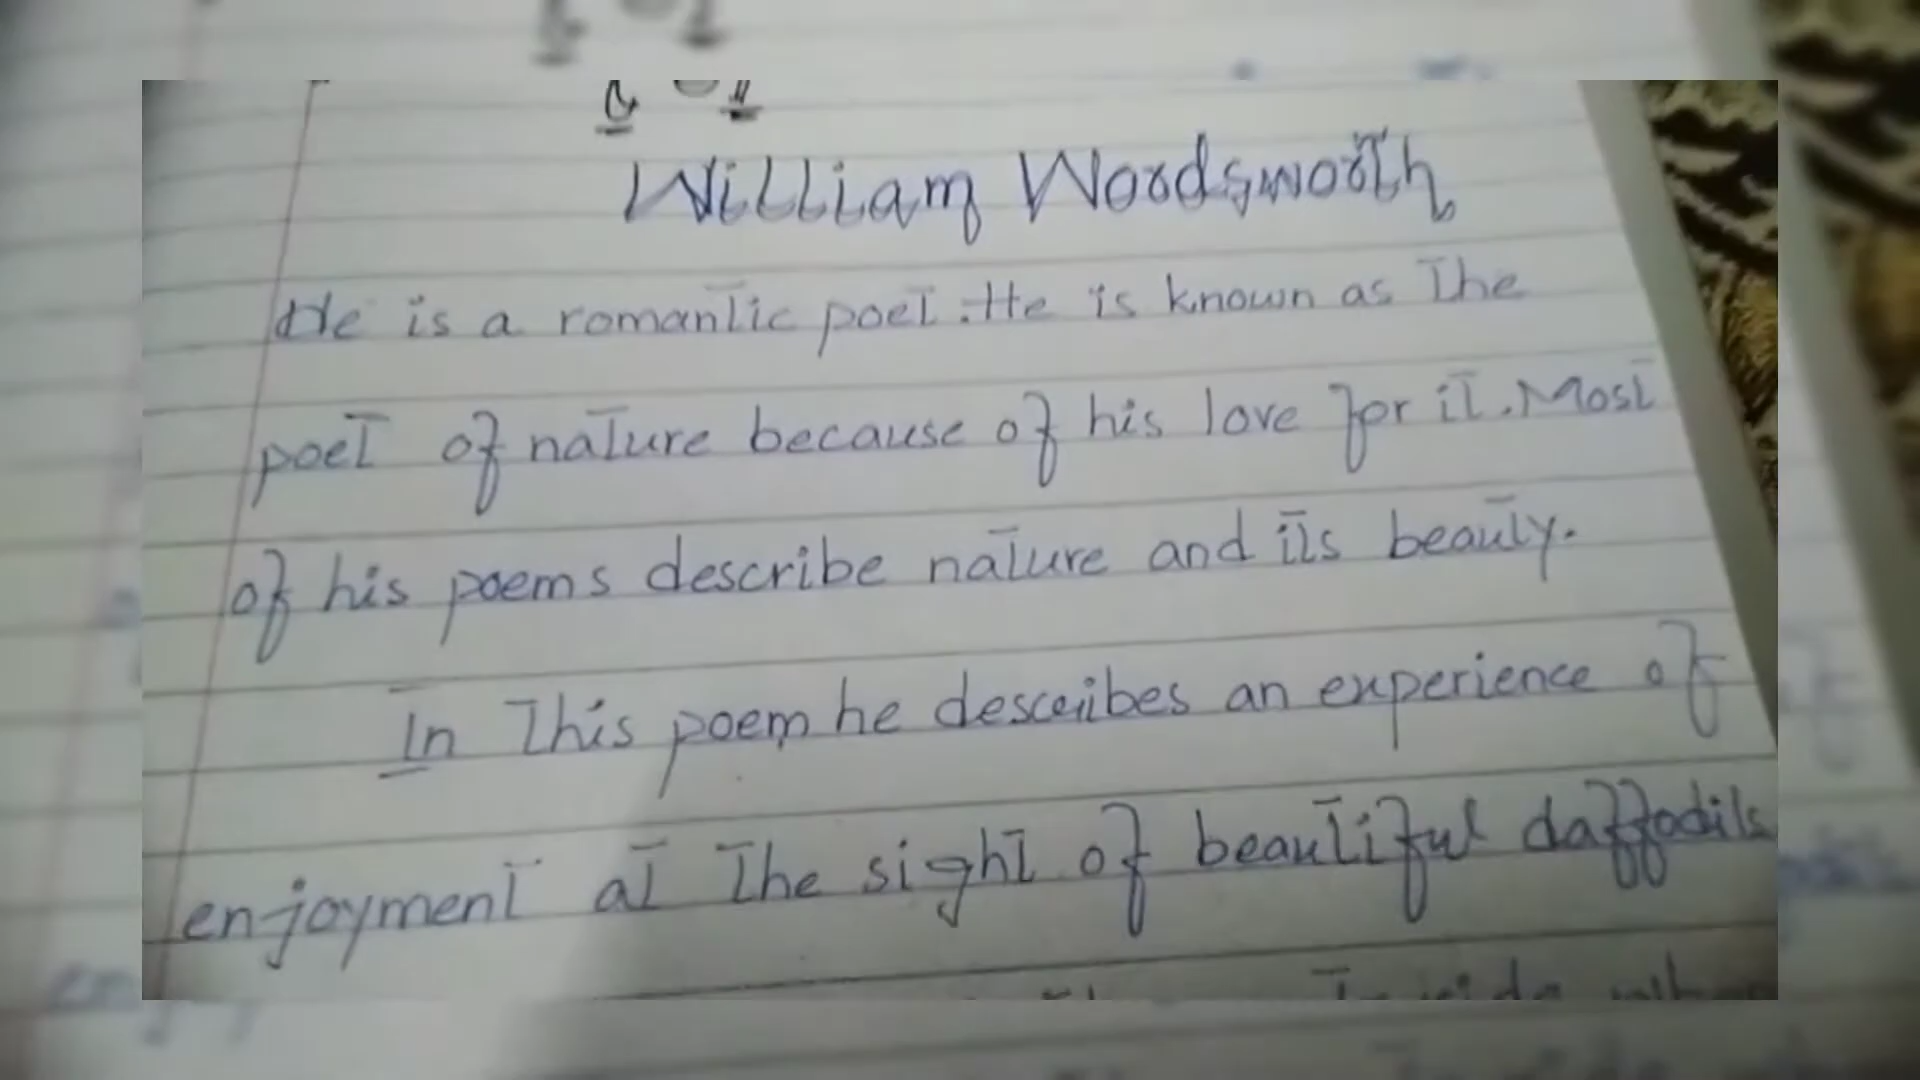 William Wordsworth
He is a romantic poet. He is known as the
poet of nature because of his love for it. Most
of his poems describe nature and its beauty.
In this poem he describes an experience of
enjoyment at the sight of beautiful daffodils